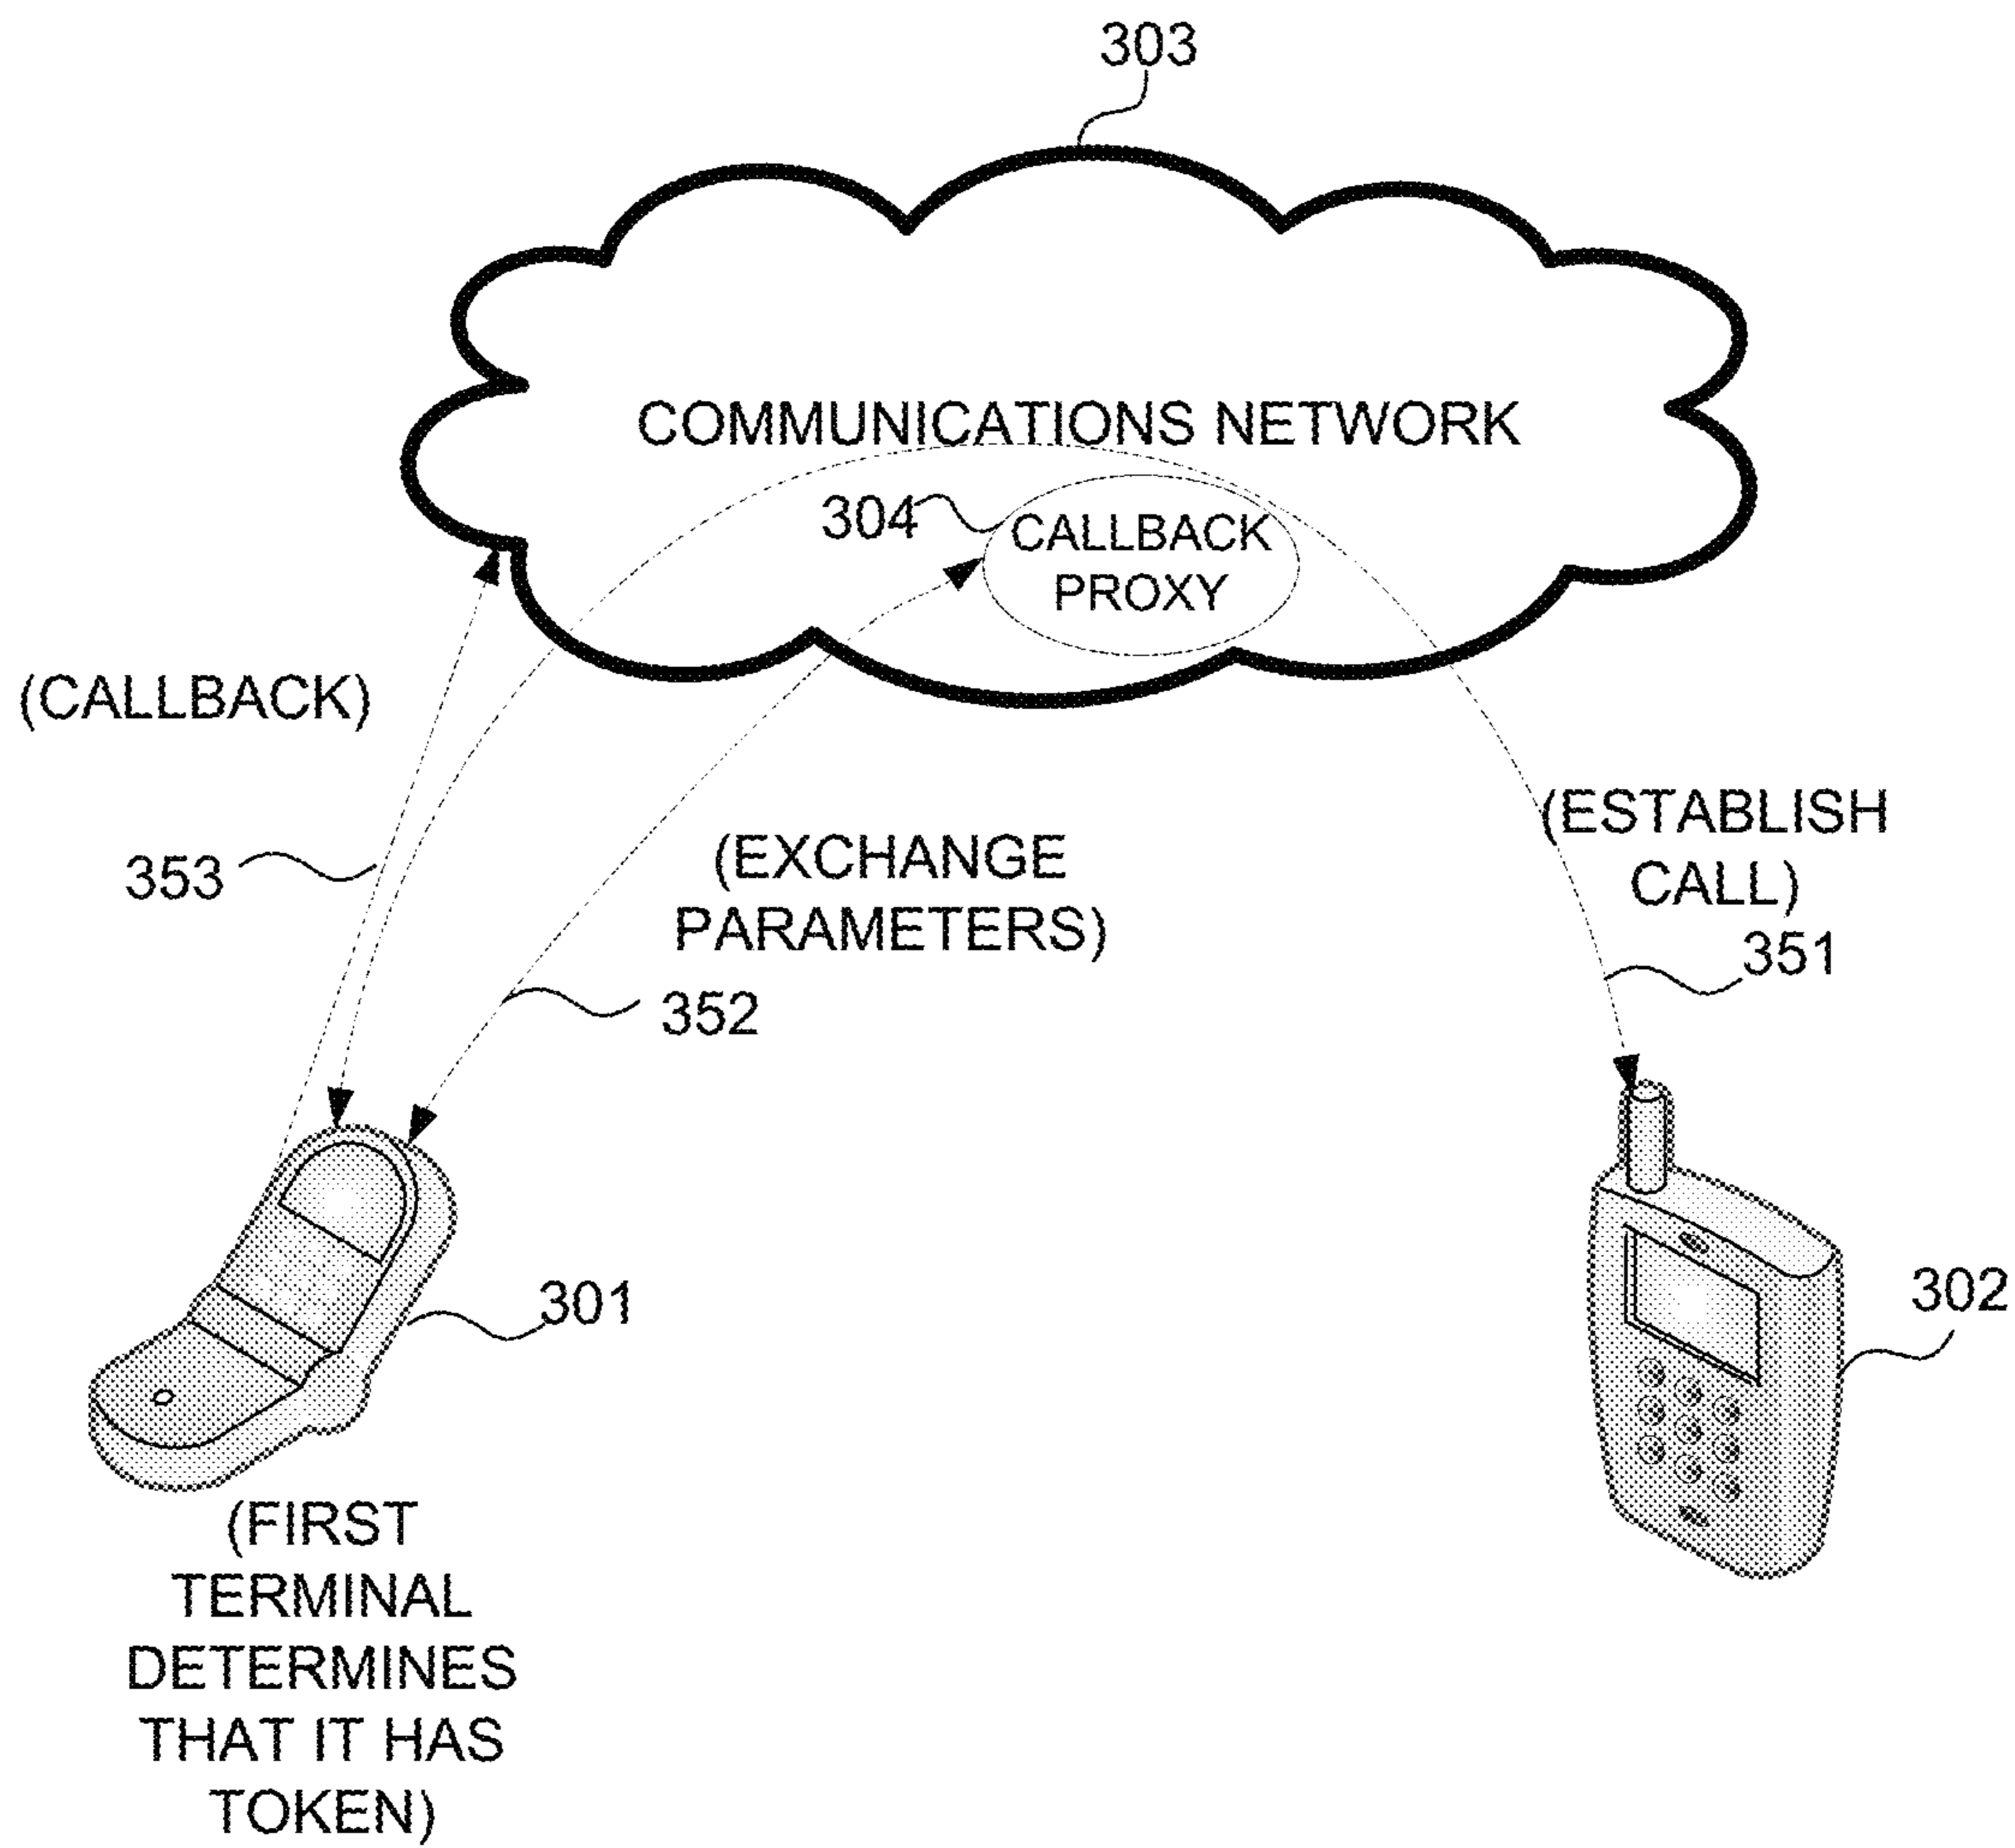 303
COMMUNICATIONS NETWORK
304
CALLBACK
PROXY
(CALLBACK)
(ESTABLISH
CALL)
353
(EXCHANGE
PARAMETERS)
351
352
301
302
(FIRST
TERMINAL
DETERMINES
THAT IT HAS
TOKEN)